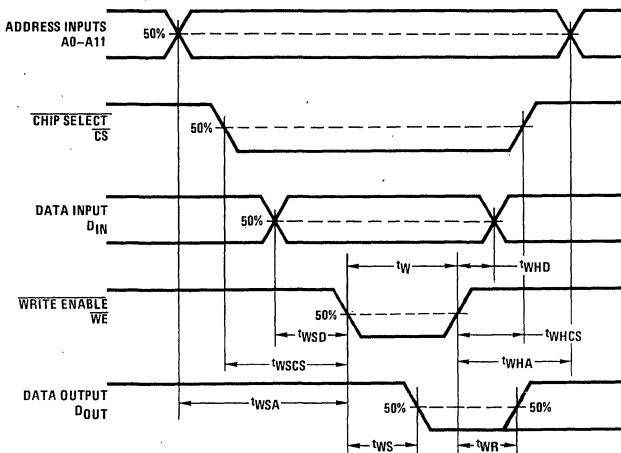 ADDRESS INPUTS
A0–A11
50%
CHIP SELECT
CS
50%
DATA INPUT
DIN
50%
tW
tWHD
WRITE ENABLE
WE
50%
tWSD
tWHCS
tWSCS
tWHA
DATA OUTPUT
DOUT
tWSA
50%
50%
tWS
tWR